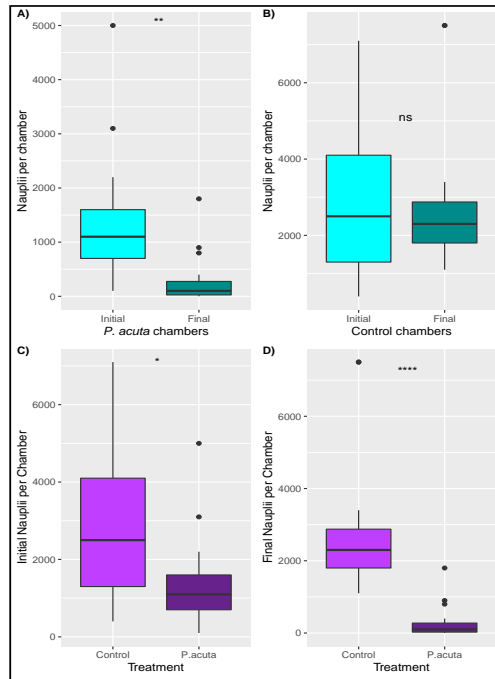 A)
**
Nauplii per chamber
5000
4000
3000
2000
1000
0
Initial
Final
P. acuta chambers
B)
ns
Nauplii per chamber
6000
4000
2000
0
Initial
Final
Control chambers
C)
*
Initial Nauplii per Chamber
6000
4000
2000
0
Control
P.acuta
Treatment
D)
****
Final Nauplii per Chamber
6000
4000
2000
0
Control
P.acuta
Treatment